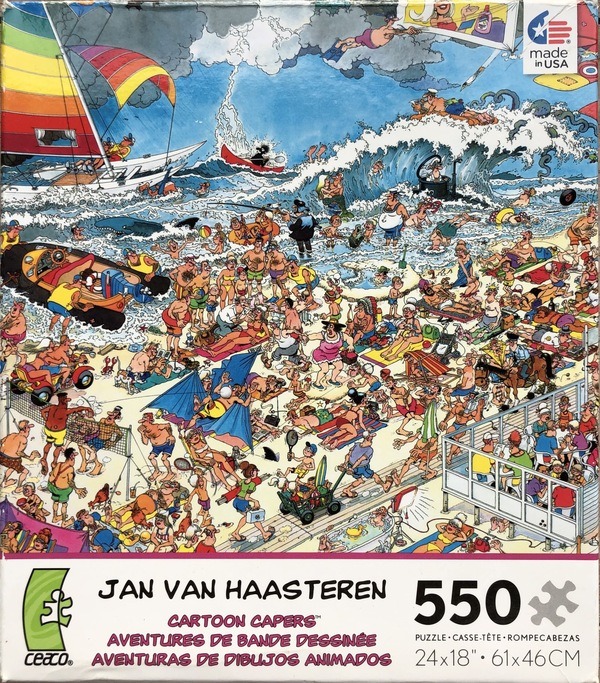 made
in USA
JAN VAN HAASTEREN
CARTOON CAPERS™
AVENTURES DE BANDE DESSINÉE
AVENTURAS DE DIBUJOS ANIMADOS
550
PUZZLE • CASSE-TÊTE • ROMPECABEZAS
24x18" • 61x46CM
ceaco®